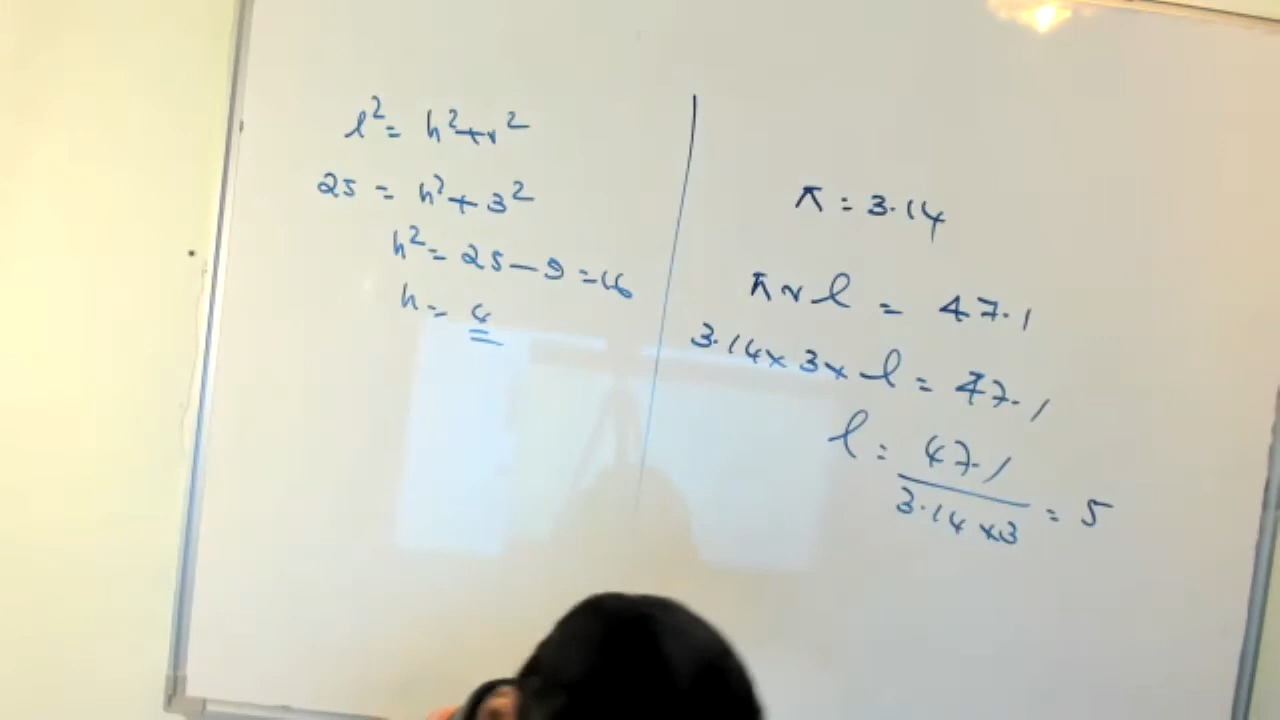 l² = h²+r²
25 = h²+ 3²
h² = 25 – 9 = 16
h = 4
π = 3.14
πrl = 47.1
3.14 × 3 × l = 47.1
l = 47.1 / 3.14 × 3 = 5